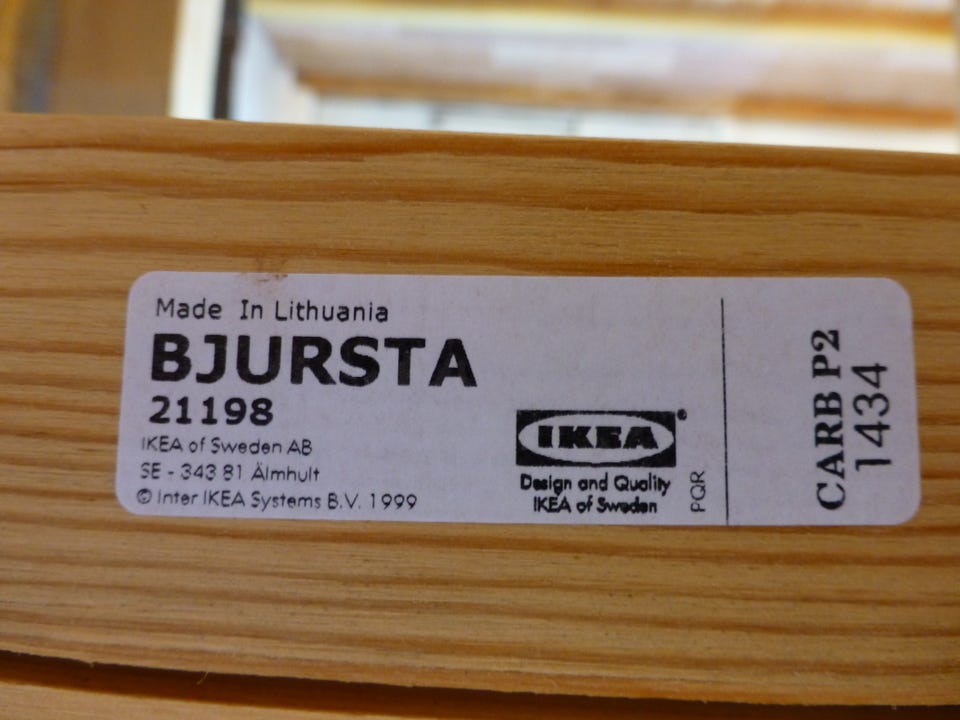 Made In Lithuania
BJURSTA
21198
IKEA of Sweden AB
SE - 343 81 Älmhult
© Inter IKEA Systems B.V. 1999
IKEA®
Design and Quality
IKEA of Sweden
PQR
CARB P2
1434